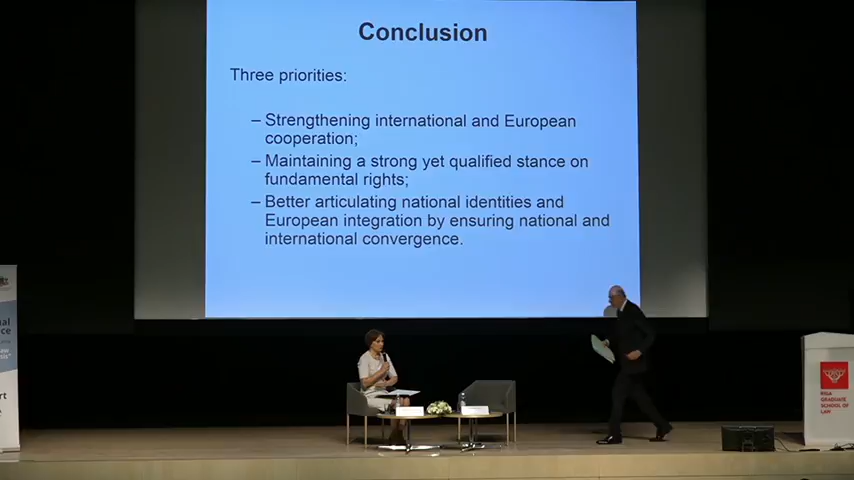 Conclusion
Three priorities:
– Strengthening international and European
cooperation;
– Maintaining a strong yet qualified stance on
fundamental rights;
– Better articulating national identities and
European integration by ensuring national and
international convergence.
RIGA
GRADUATE
SCHOOL OF
LAW